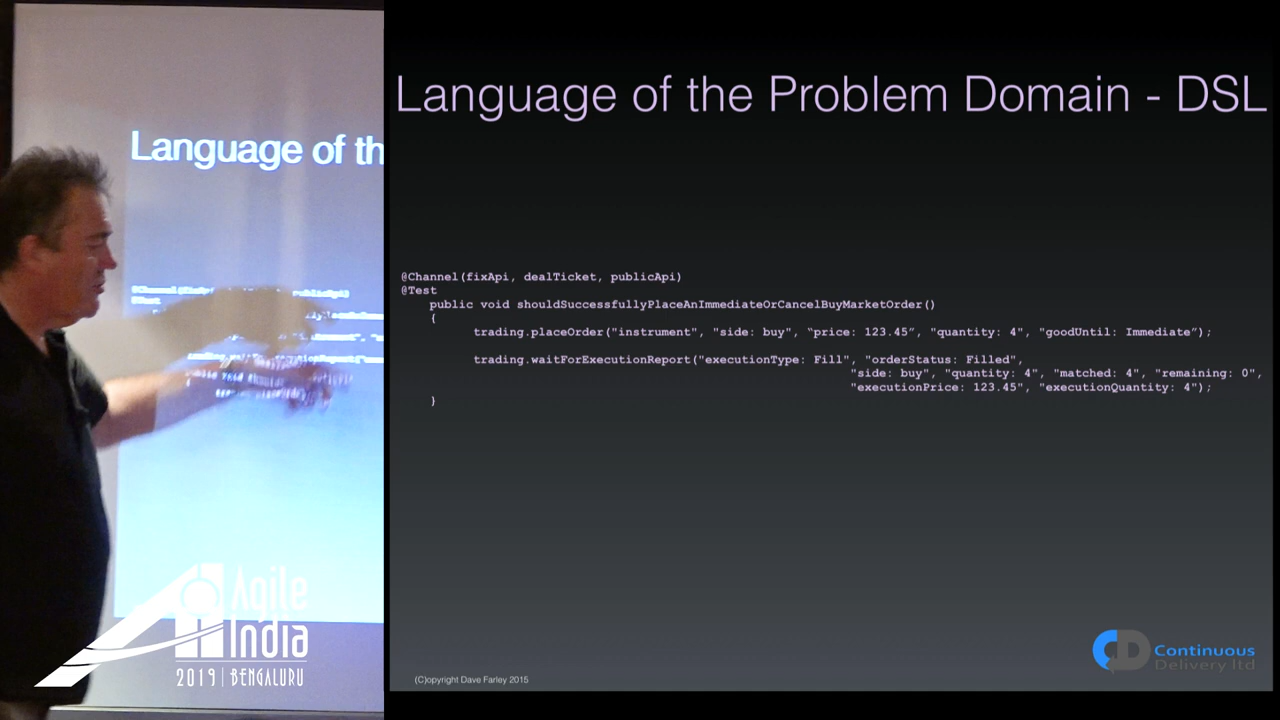 Language of th
Language of the Problem Domain - DSL
@Channel(fixApi, dealTicket, publicApi)
@Test
public void shouldSuccessfullyPlaceAnImmediateOrCancelBuyMarketOrder()
{
trading.placeOrder("instrument", "side: buy", “price: 123.45”, "quantity: 4", "goodUntil: Immediate”);
trading.waitForExecutionReport("executionType: Fill", "orderStatus: Filled",
"side: buy", "quantity: 4", "matched: 4", "remaining: 0",
"executionPrice: 123.45", "executionQuantity: 4");
}
Agile
India
2019 | BENGALURU
CD Continuous
Delivery ltd
(C)opyright Dave Farley 2015